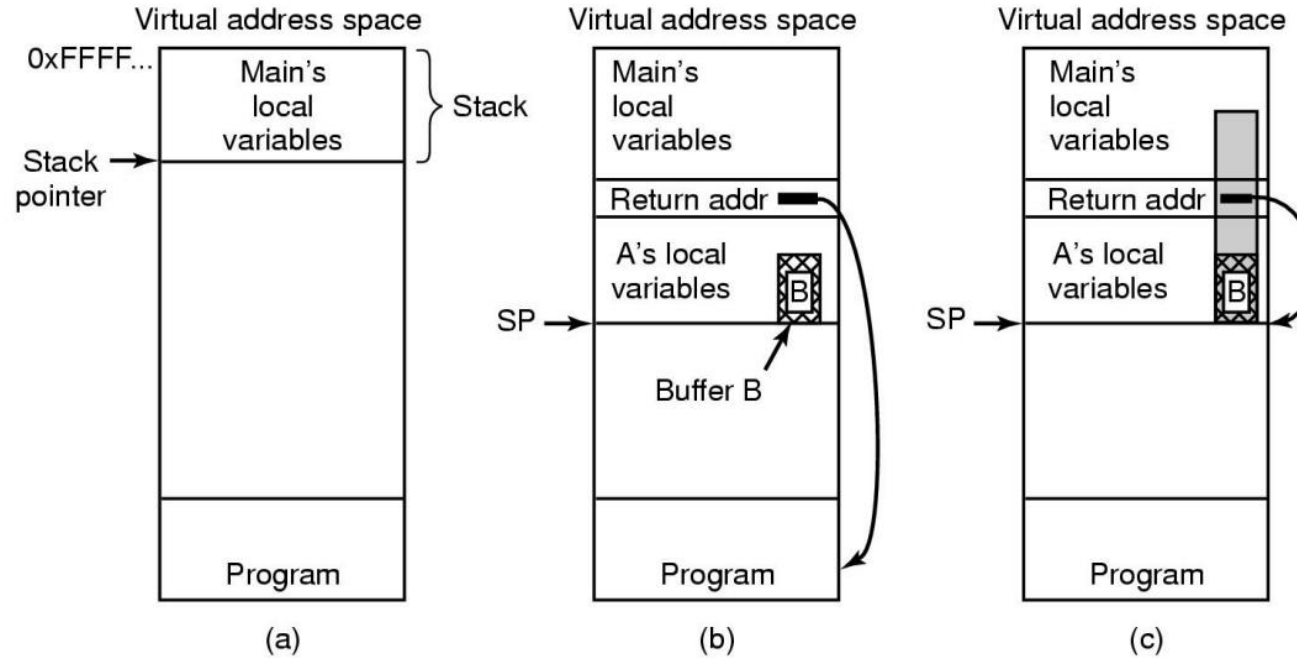 Virtual address space
0xFFFF...
Main's
local
variables
Stack
Stack
pointer
Program
(a)
Virtual address space
Main's
local
variables
Return addr
A's local
variables
B
SP
Buffer B
Program
(b)
Virtual address space
Main's
local
variables
Return addr
A's local
variables
B
SP
Program
(c)